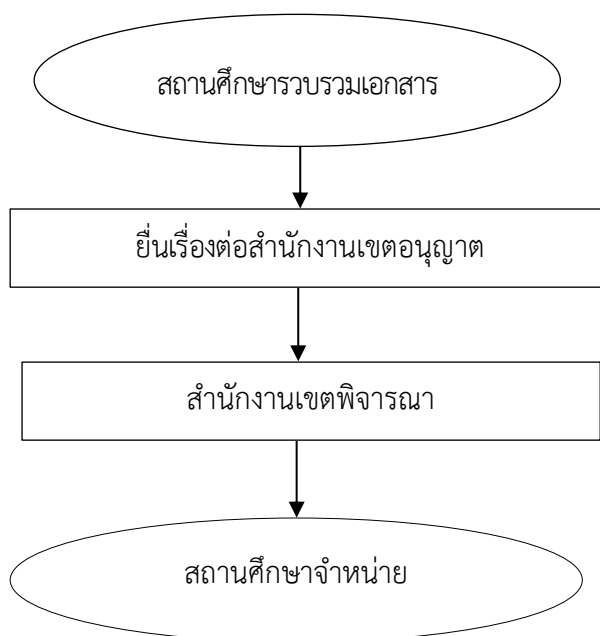 สถานศึกษารวบรวมเอกสาร
ยื่นเรื่องต่อสำนักงานเขตอนุญาต
สำนักงานเขตพิจารณา
สถานศึกษาจำหน่าย